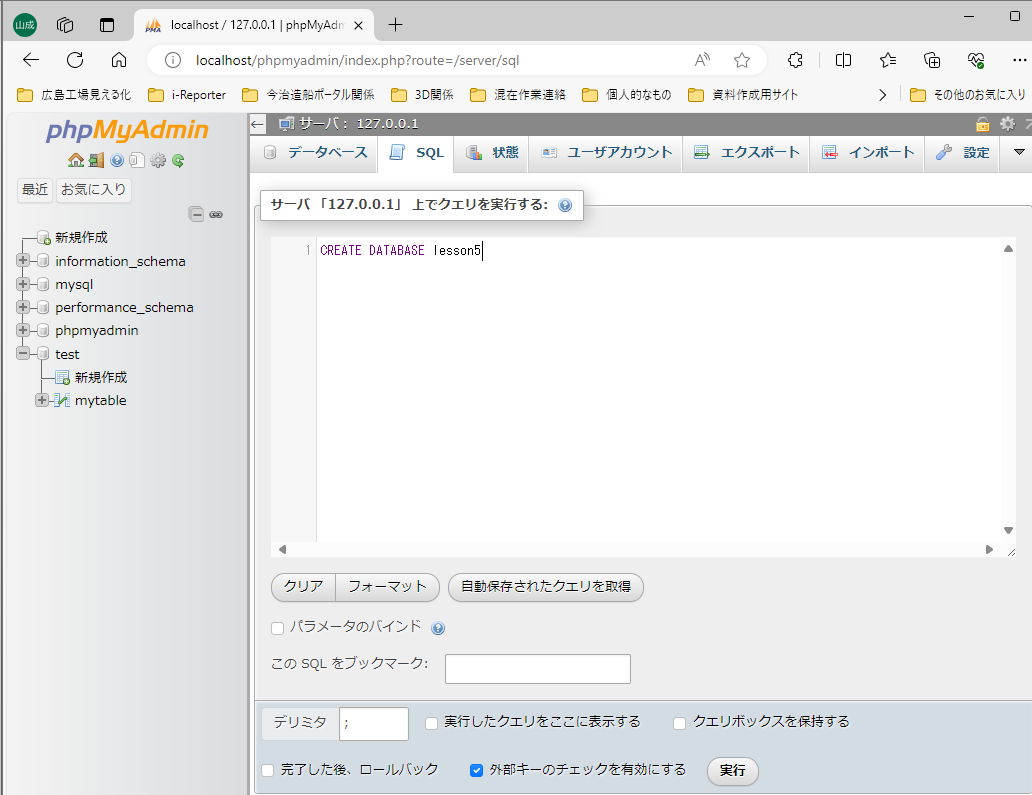 山成
localhost / 127.0.0.1 | phpMyAdm
localhost/phpmyadmin/index.php?route=/server/sql
広島工場見える化 i-Reporter 今治造船ポータル関係 3D関係 混在作業連絡 個人的なもの 資料作成用サイト その他のお気に入り
phpMyAdmin
最近 お気に入り
新規作成
information_schema
mysql
performance_schema
phpmyadmin
test
新規作成
mytable
サーバ: 127.0.0.1
データベース SQL 状態 ユーザアカウント エクスポート インポート 設定
サーバ「127.0.0.1」 上でクエリを実行する:
1 CREATE DATABASE lesson5
クリア フォーマット 自動保存されたクエリを取得
パラメータのバインド
この SQL をブックマーク:
デリミタ ; 実行したクエリをここに表示する クエリボックスを保持する
完了した後、ロールバック 外部キーのチェックを有効にする 実行